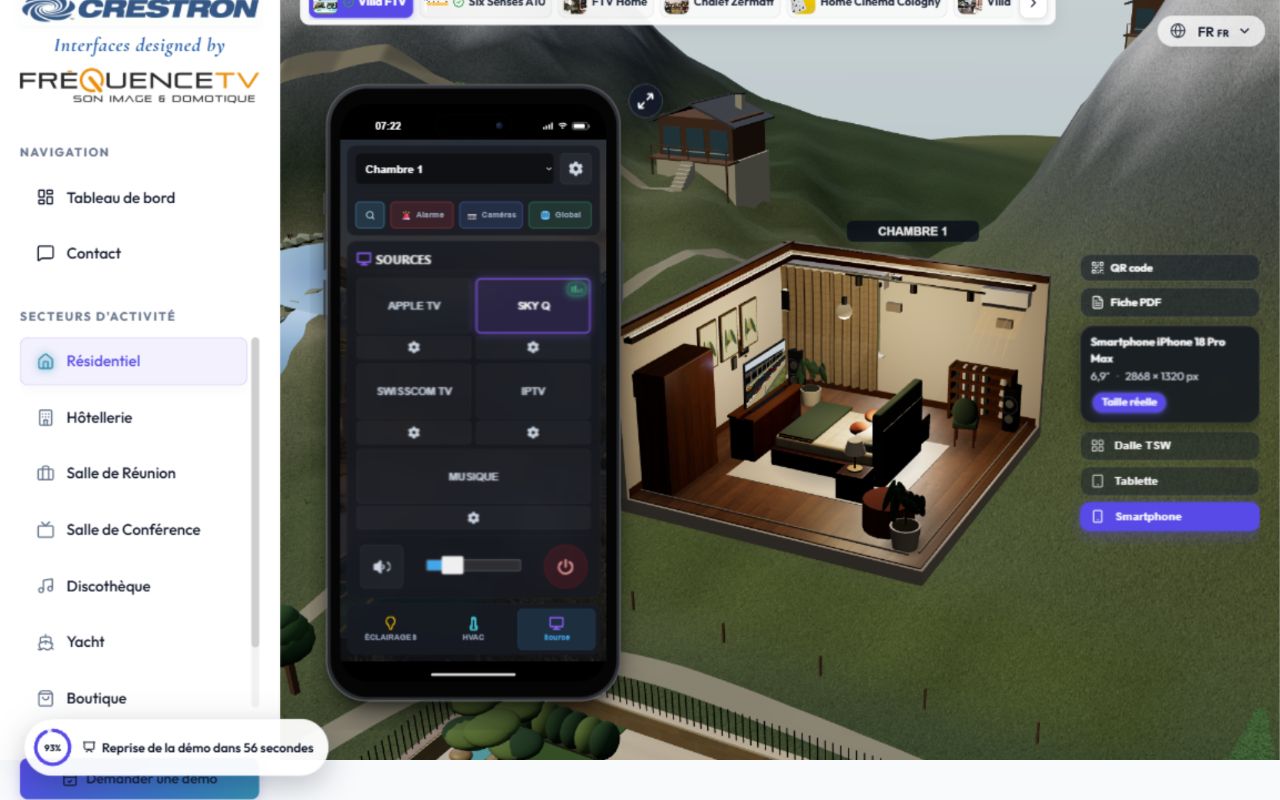 CRESTRON
Interfaces designed by
FRÉQUENCETV
SON IMAGE & DOMOTIQUE
NAVIGATION
Tableau de bord
Contact
SECTEURS D'ACTIVITÉ
Résidentiel
Hôtellerie
Salle de Réunion
Salle de Conférence
Discothèque
Yacht
Boutique
93%
Reprise de la démo dans 56 secondes
Demander une démo
Villa FTV
Six Senses A10
FTV Home
Chalet Zermatt
Home Cinema Cologny
Villa
FR FR
07:22
Chambre 1
Alarme
Caméras
Global
SOURCES
APPLE TV
SKY Q
SWISSCOM TV
IPTV
MUSIQUE
ÉCLAIRAGES
HVAC
Source
CHAMBRE 1
QR code
Fiche PDF
Smartphone iPhone 18 Pro
Max
6,9" · 2868 × 1320 px
Taille réelle
Dalle TSW
Tablette
Smartphone